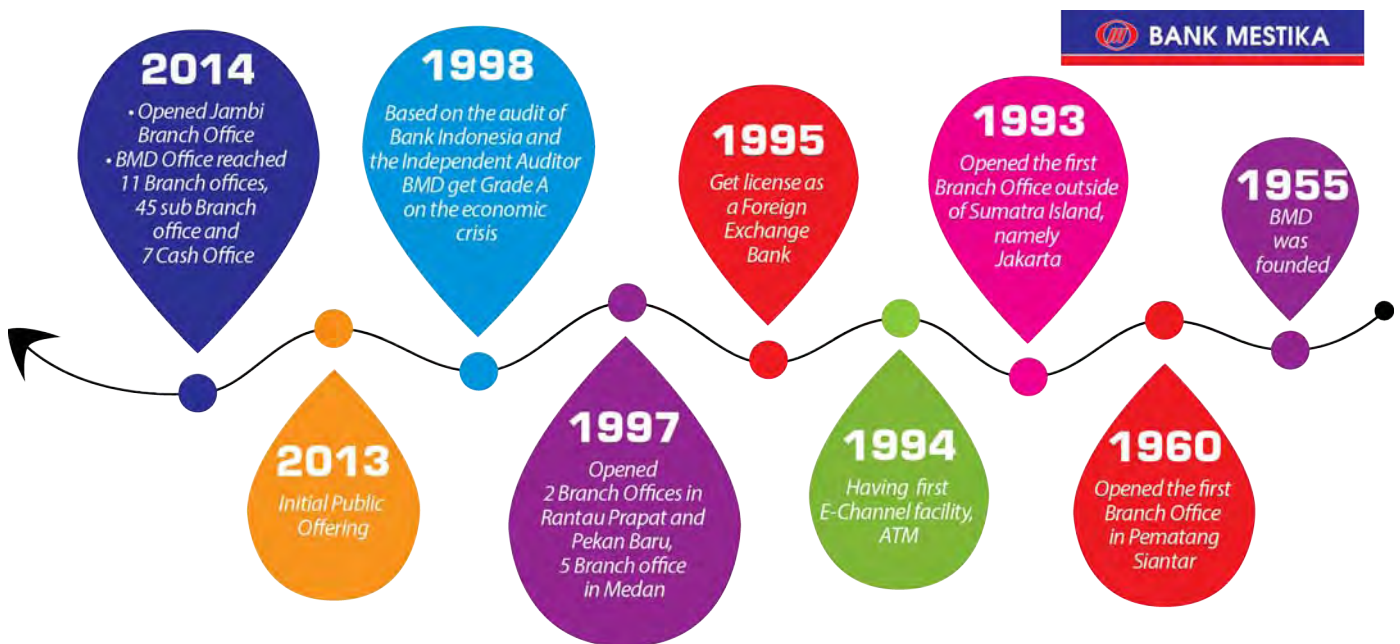 BANK MESTIKA
2014
• Opened Jambi
Branch Office
• BMD Office reached
11 Branch offices,
45 sub Branch
office and
7 Cash Office
1998
Based on the audit of
Bank Indonesia and
the Independent Auditor
BMD get Grade A
on the economic
crisis
1995
Get license as
a Foreign
Exchange
Bank
1993
Opened the first
Branch Office outside
of Sumatra Island,
namely
Jakarta
1955
BMD
was
founded
2013
Initial Public
Offering
1997
Opened
2 Branch Offices in
Rantau Prapat and
Pekan Baru,
5 Branch office
in Medan
1994
Having first
E-Channel facility,
ATM
1960
Opened the first
Branch Office
in Pematang
Siantar